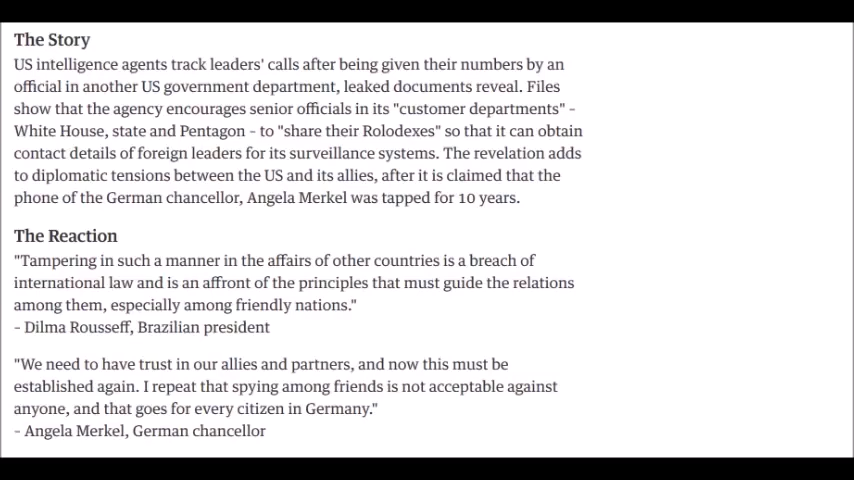 The Story
US intelligence agents track leaders' calls after being given their numbers by an
official in another US government department, leaked documents reveal. Files
show that the agency encourages senior officials in its "customer departments" –
White House, state and Pentagon – to "share their Rolodexes" so that it can obtain
contact details of foreign leaders for its surveillance systems. The revelation adds
to diplomatic tensions between the US and its allies, after it is claimed that the
phone of the German chancellor, Angela Merkel was tapped for 10 years.
The Reaction
"Tampering in such a manner in the affairs of other countries is a breach of
international law and is an affront of the principles that must guide the relations
among them, especially among friendly nations."
– Dilma Rousseff, Brazilian president
"We need to have trust in our allies and partners, and now this must be
established again. I repeat that spying among friends is not acceptable against
anyone, and that goes for every citizen in Germany."
– Angela Merkel, German chancellor